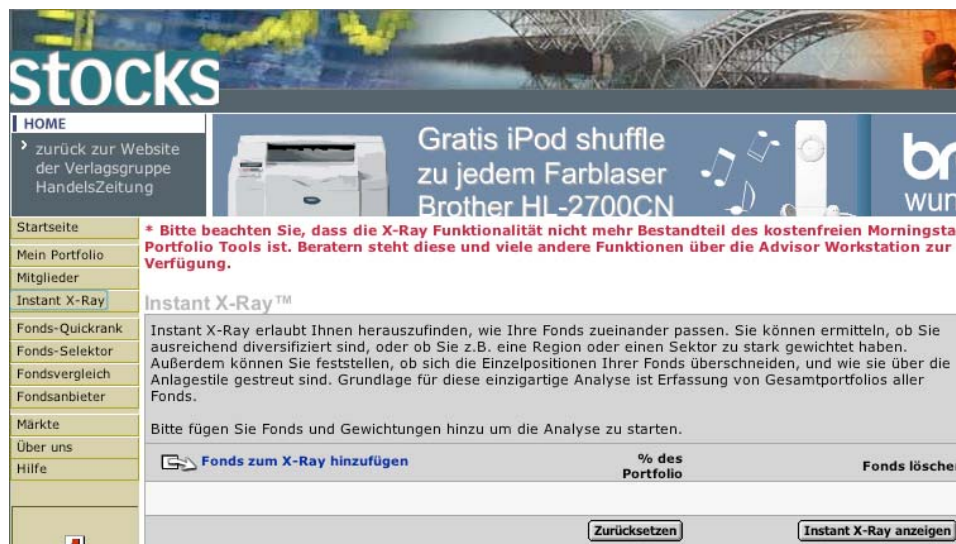 stocks
HOME
zurück zur Website
der Verlagsgruppe
HandelsZeitung
Gratis iPod shuffle
zu jedem Farblaser
Brother HL-2700CN
Startseite
Mein Portfolio
Mitglieder
Instant X-Ray
Fonds-Quickrank
Fonds-Selektor
Fondsvergleich
Fondsanbieter
Märkte
Über uns
Hilfe
* Bitte beachten Sie, dass die X-Ray Funktionalität nicht mehr Bestandteil des kostenfreien Morningsta
Portfolio Tools ist. Beratern steht diese und viele andere Funktionen über die Advisor Workstation zur
Verfügung.
Instant X-Ray™
Instant X-Ray erlaubt Ihnen herauszufinden, wie Ihre Fonds zueinander passen. Sie können ermitteln, ob Sie
ausreichend diversifiziert sind, oder ob Sie z.B. eine Region oder einen Sektor zu stark gewichtet haben.
Außerdem können Sie feststellen, ob sich die Einzelpositionen Ihrer Fonds überschneiden, und wie sie über die
Anlagestile gestreut sind. Grundlage für diese einzigartige Analyse ist Erfassung von Gesamtportfolios aller
Fonds.
Bitte fügen Sie Fonds und Gewichtungen hinzu um die Analyse zu starten.
Fonds zum X-Ray hinzufügen
% des
Portfolio
Fonds lösche
Zurücksetzen
Instant X-Ray anzeigen